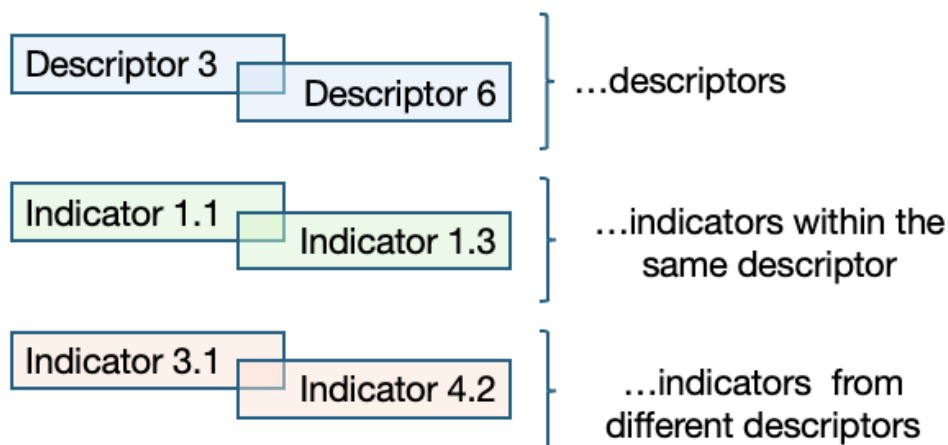 Descriptor 3
Descriptor 6
…descriptors
Indicator 1.1
Indicator 1.3
…indicators within the
same descriptor
Indicator 3.1
Indicator 4.2
…indicators  from
different descriptors